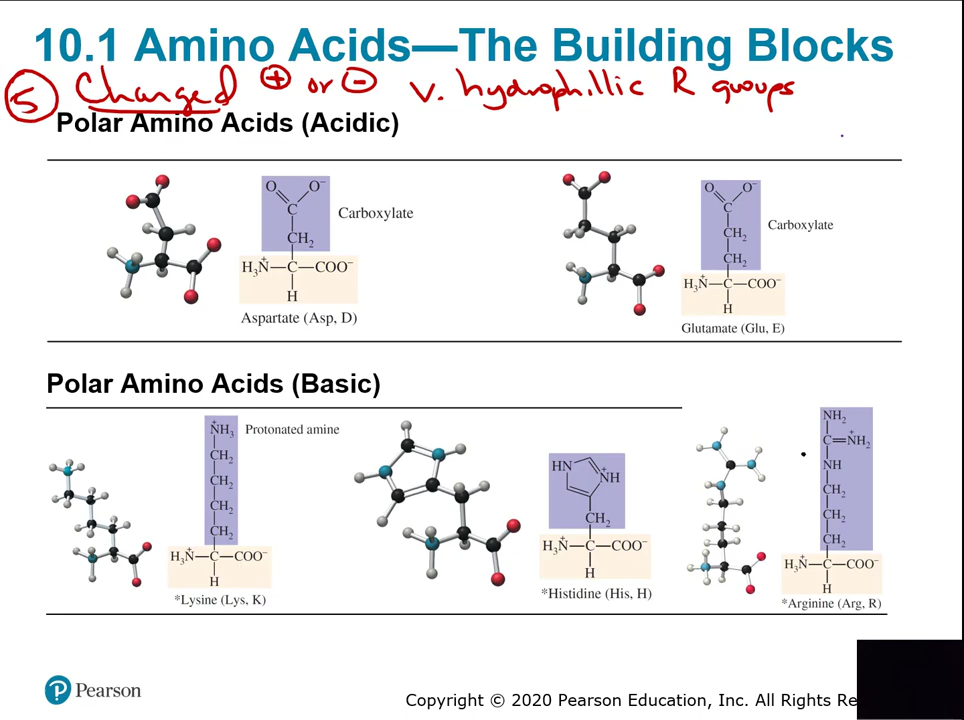 10.1 Amino Acids—The Building Blocks
5 Charged + or - v. hydrophillic R groups
Polar Amino Acids (Acidic)
O O⁻
C
CH₂
Carboxylate
H₃N⁺—C—COO⁻
H
Aspartate (Asp, D)
O O⁻
C
CH₂
CH₂
Carboxylate
H₃N⁺—C—COO⁻
H
Glutamate (Glu, E)
Polar Amino Acids (Basic)
N⁺H₃ Protonated amine
CH₂
CH₂
CH₂
CH₂
H₃N⁺—C—COO⁻
H
*Lysine (Lys, K)
HN
N⁺H
CH₂
H₃N⁺—C—COO⁻
H
*Histidine (His, H)
NH₂
C=N⁺H₂
NH
CH₂
CH₂
CH₂
H₃N⁺—C—COO⁻
H
*Arginine (Arg, R)
P Pearson
Copyright © 2020 Pearson Education, Inc. All Rights Re